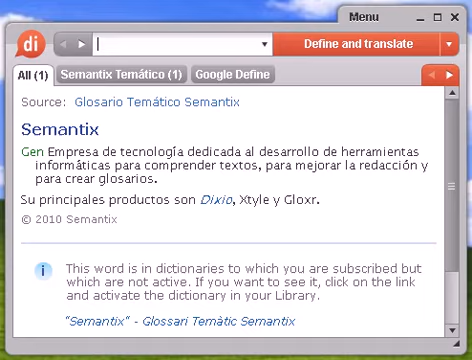 Menu
di
Define and translate
All (1)
Semantix Temático (1)
Google Define
Source: Glosario Temático Semantix
Semantix
Gen Empresa de tecnología dedicada al desarrollo de herramientas
informáticas para comprender textos, para mejorar la redacción y
para crear glosarios.
Su principales producto son Dixio, Xtyle y Gloxr.
© 2010 Semantix
i
This word is in dictionaries to which you are subscribed but
which are not active. If you want to see it, click on the link
and activate the dictionary in your Library.
"Semantix" - Glossari Temàtic Semantix